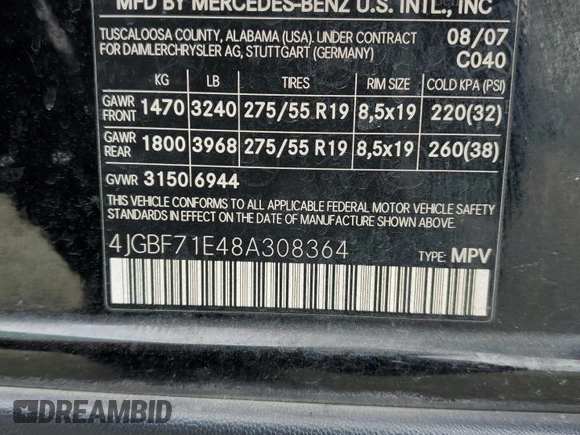 MFD BY MERCEDES-BENZ U.S. INTL., INC
TUSCALOOSA COUNTY, ALABAMA (USA). UNDER CONTRACT 08/07
FOR DAIMLERCHRYSLER AG, STUTTGART (GERMANY) C040
KG LB TIRES RIM SIZE COLD KPA (PSI)
GAWR FRONT 1470 3240 275/55 R19 8,5x19 220(32)
GAWR REAR 1800 3968 275/55 R19 8,5x19 260(38)
GVWR 3150 6944
THIS VEHICLE CONFORMS TO ALL APPLICABLE FEDERAL MOTOR VEHICLE SAFETY
STANDARDS IN EFFECT ON THE DATE OF MANUFACTURE SHOWN ABOVE.
4JGBF71E48A308364 TYPE: MPV
DREAMBID